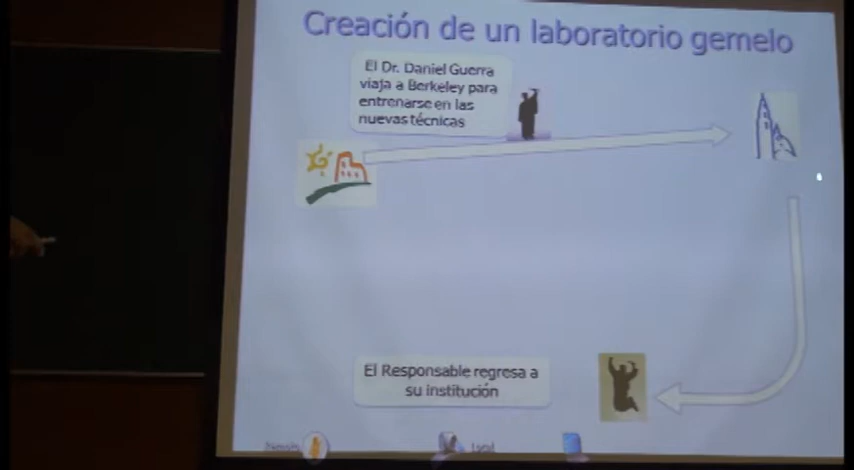 Creación de un laboratorio gemelo
El Dr. Daniel Guerra
viaja a Berkeley para
entrenarse en las
nuevas técnicas
El Responsable regresa a
su institución